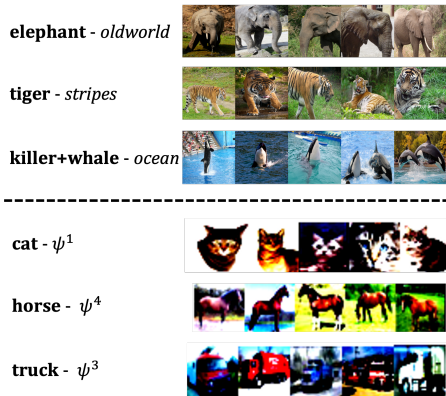 elephant - oldworld
tiger - stripes
killer+whale - ocean
cat - ψ¹
horse - ψ⁴
truck - ψ³